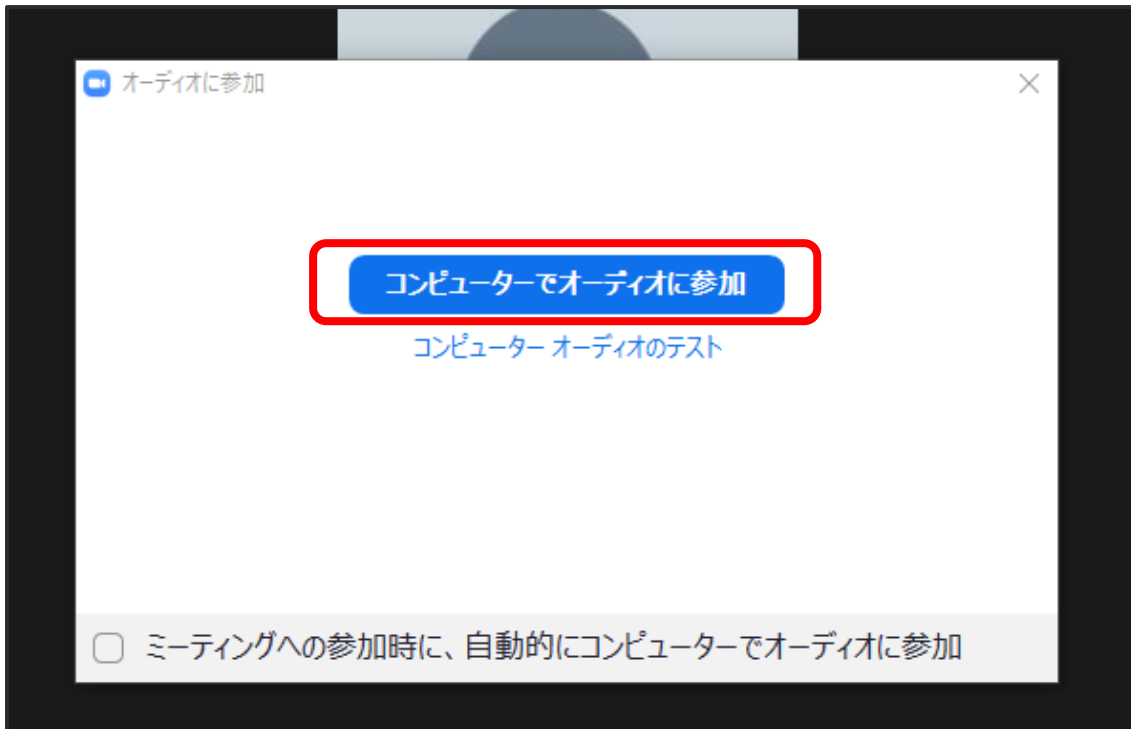 オーディオに参加
コンピューターでオーディオに参加
コンピューター オーディオのテスト
ミーティングへの参加時に、自動的にコンピューターでオーディオに参加